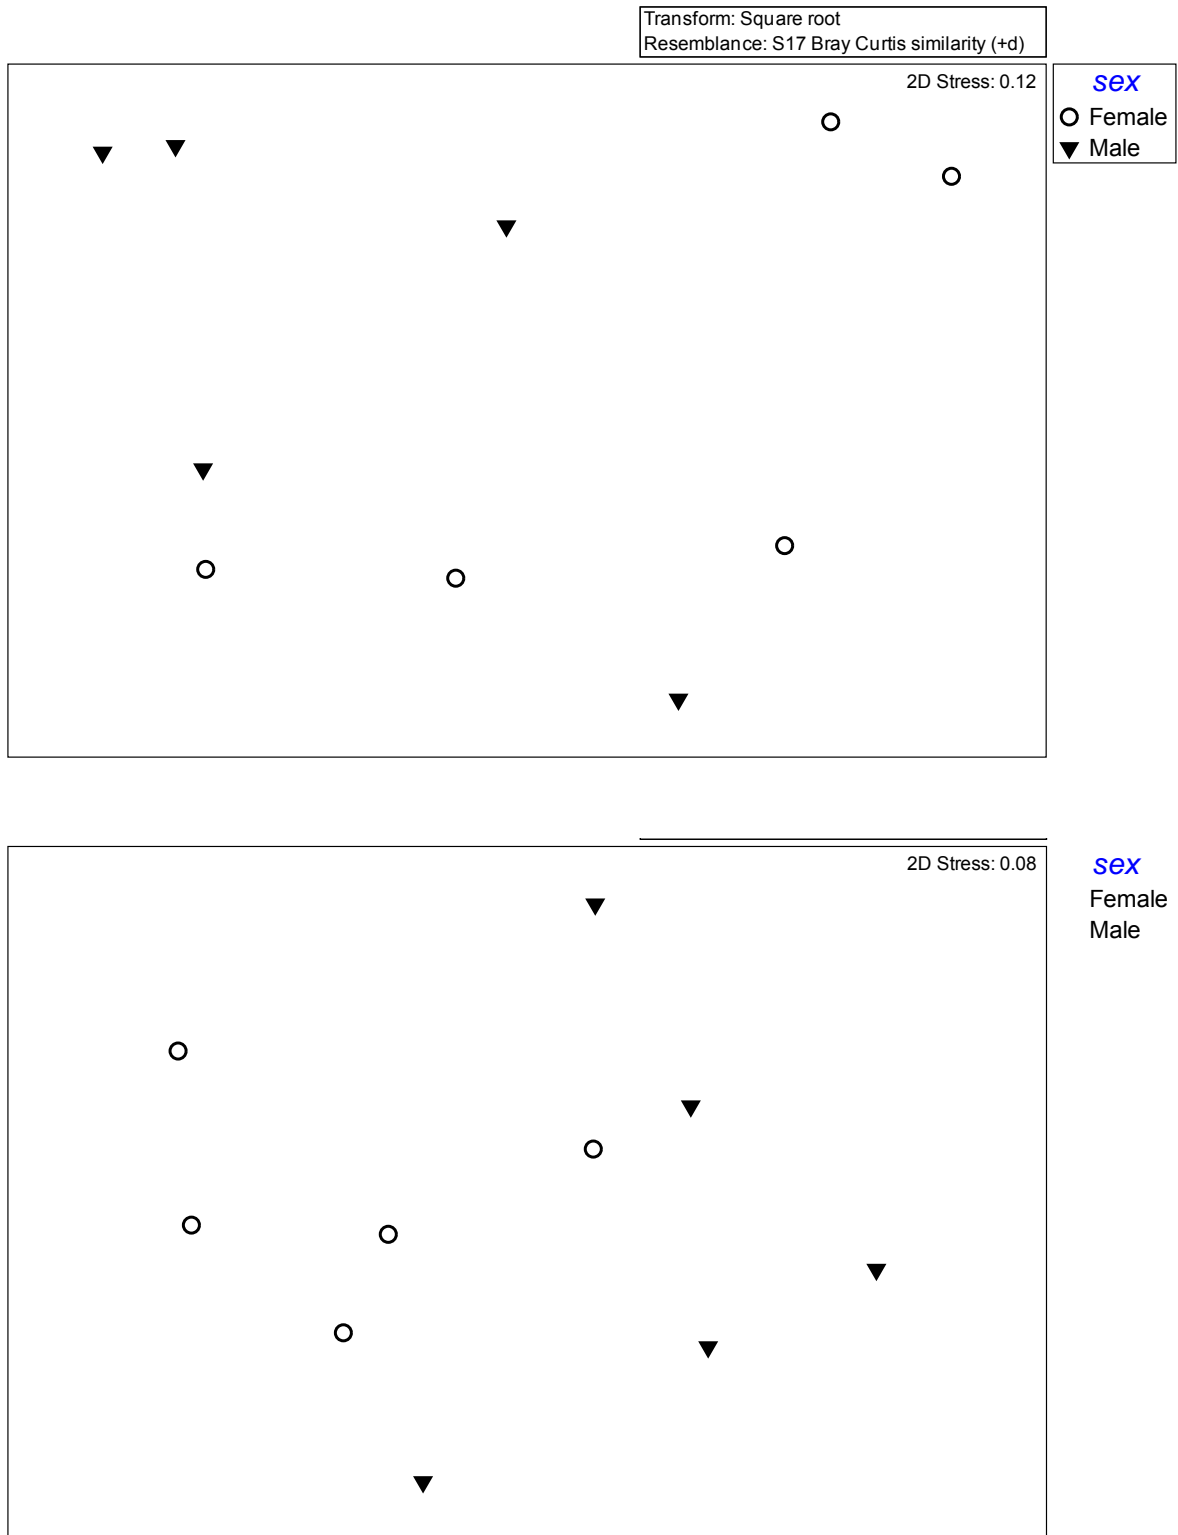 Transform: Square root
Resemblance: S17 Bray Curtis similarity (+d)
2D Stress: 0.12
sex
Female
Male
2D Stress: 0.08
sex
Female
Male